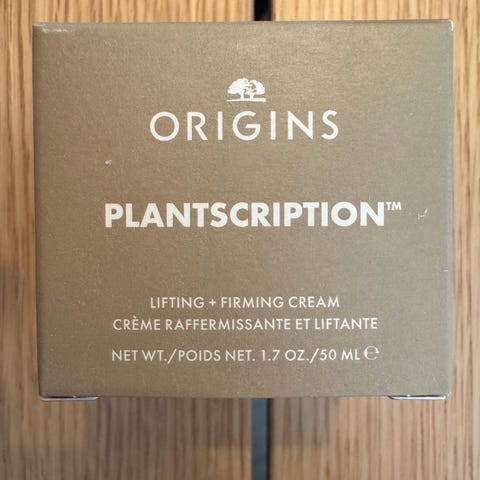 ORIGINS
PLANTSCRIPTION™
LIFTING + FIRMING CREAM
CRÈME RAFFERMISSANTE ET LIFTANTE
NET WT./POIDS NET. 1.7 OZ./50 ML ℮